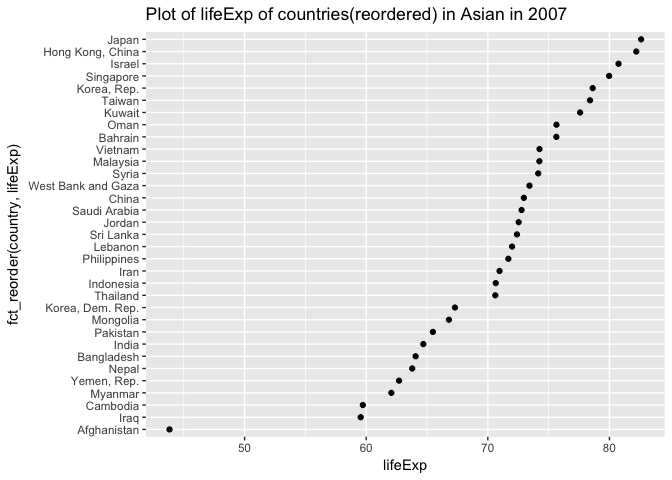 Plot of lifeExp of countries(reordered) in Asian in 2007
fct_reorder(country, lifeExp)
Japan
Hong Kong, China
Israel
Singapore
Korea, Rep.
Taiwan
Kuwait
Oman
Bahrain
Vietnam
Malaysia
Syria
West Bank and Gaza
China
Saudi Arabia
Jordan
Sri Lanka
Lebanon
Philippines
Iran
Indonesia
Thailand
Korea, Dem. Rep.
Mongolia
Pakistan
India
Bangladesh
Nepal
Yemen, Rep.
Myanmar
Cambodia
Iraq
Afghanistan
50 60 70 80
lifeExp